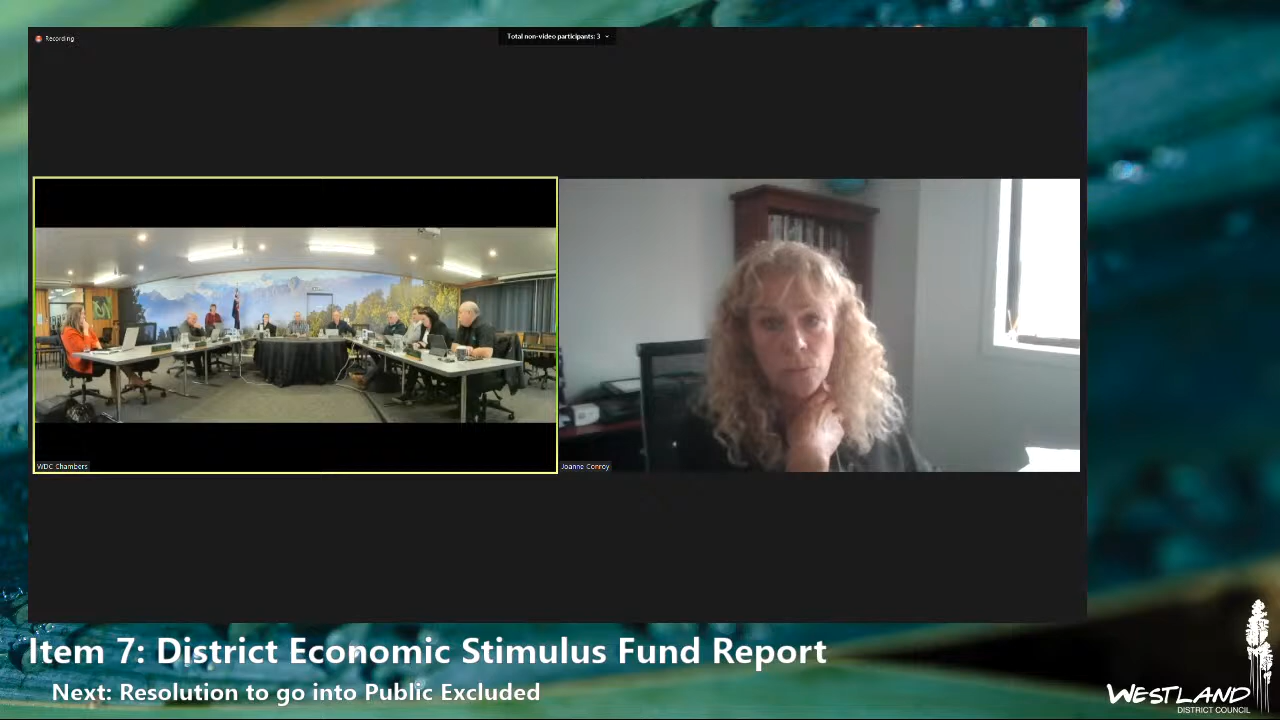 Recording
Total non-video participants: 3
WDC Chambers
Joanne Conroy
Item 7: District Economic Stimulus Fund Report
Next: Resolution to go into Public Excluded
WESTLAND
DISTRICT COUNCIL